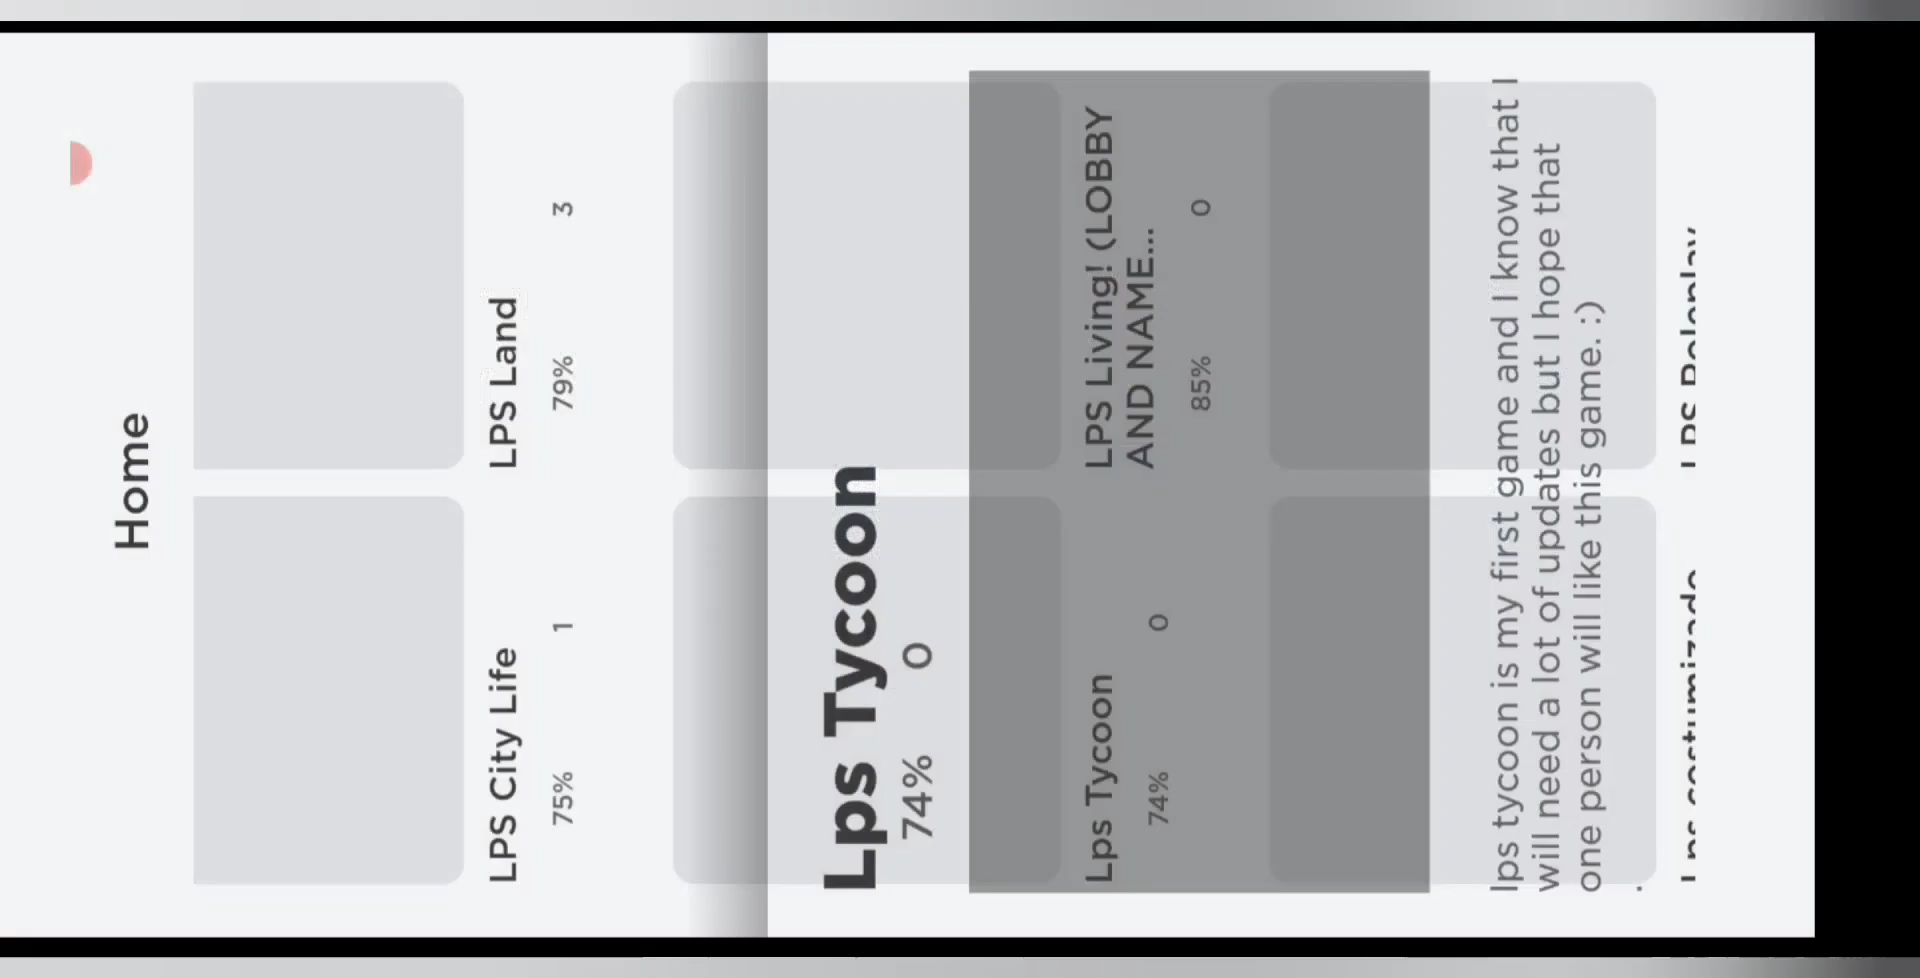 Home
LPS City Life
75% 1
LPS Land
79% 3
Lps Tycoon
74% 0
Lps Tycoon
74% 0
LPS Living! (LOBBY
AND NAME...
85% 0
lps tycoon is my first game and I know that I
will need a lot of updates but I hope that
one person will like this game. :)
.